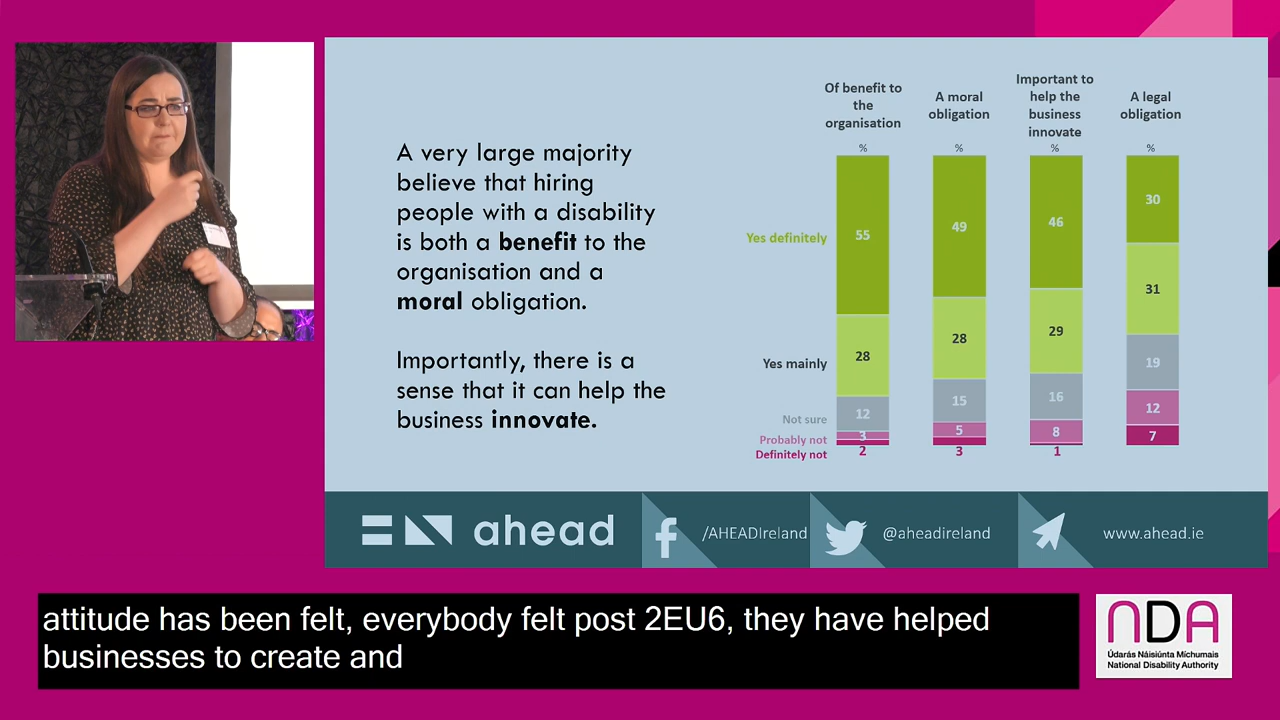 A very large majority
believe that hiring
people with a disability
is both a benefit to the
organisation and a
moral obligation.
Importantly, there is a
sense that it can help the
business innovate.
Of benefit to
the
organisation
A moral
obligation
Important to
help the
business
innovate
A legal
obligation
% % % %
Yes definitely 55 49 46 30
Yes mainly 28 28 29 31
Not sure 12 15 16 19
Probably not 3 5 8 12
Definitely not 2 3 1 7
ahead /AHEADIreland @aheadireland www.ahead.ie
attitude has been felt, everybody felt post 2EU6, they have helped
businesses to create and
NDA
Údarás Náisiúnta Míchumais
National Disability Authority